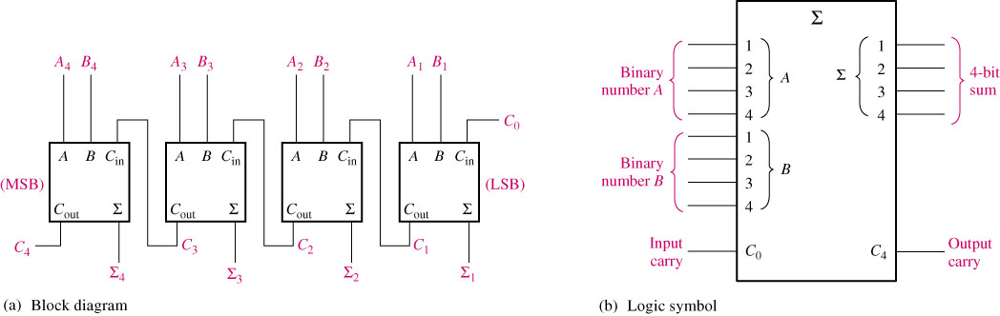 A4 B4 A3 B3 A2 B2 A1 B1
C0
A B Cin A B Cin A B Cin A B Cin
(MSB) (LSB)
Cout Σ Cout Σ Cout Σ Cout Σ
C4 C3 C2 C1
Σ4 Σ3 Σ2 Σ1
(a) Block diagram
Σ
Binary
number A
1
2
3
4
A
Σ
1
2
3
4
4-bit
sum
Binary
number B
1
2
3
4
B
Input
carry
C0
C4
Output
carry
(b) Logic symbol